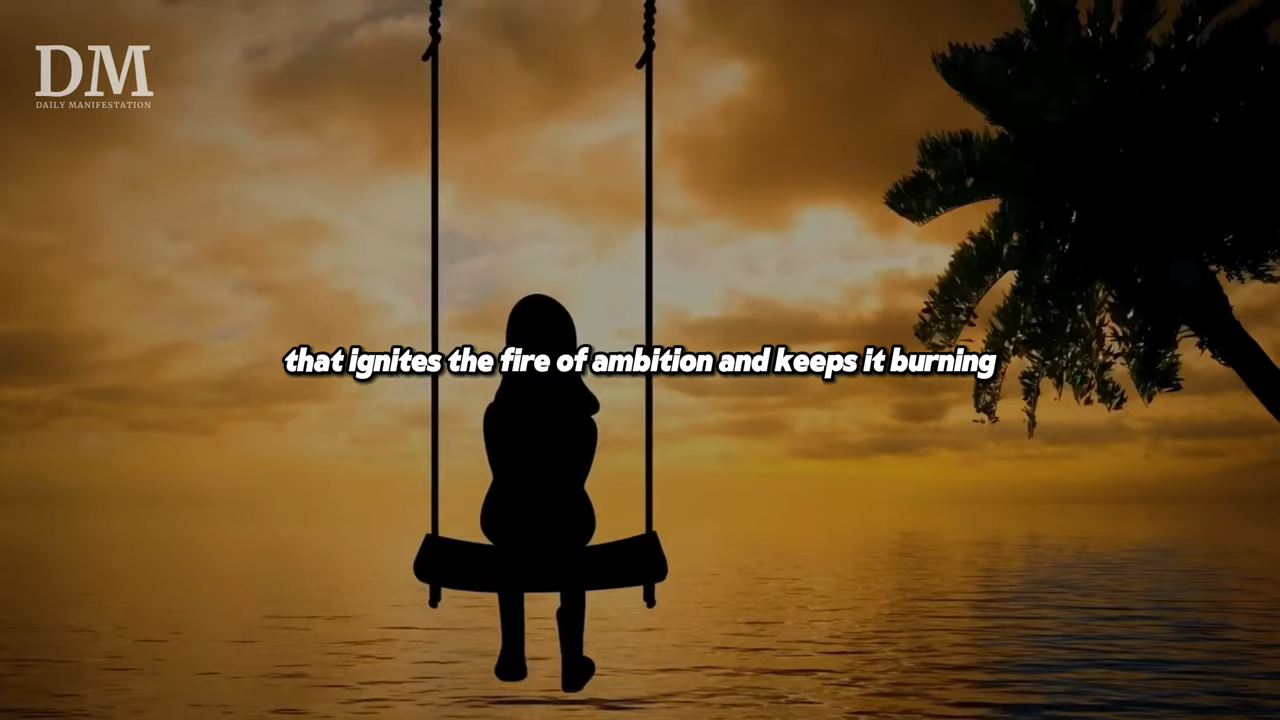 DM
DAILY MANIFESTATION
that ignites the fire of ambition and keeps it burning